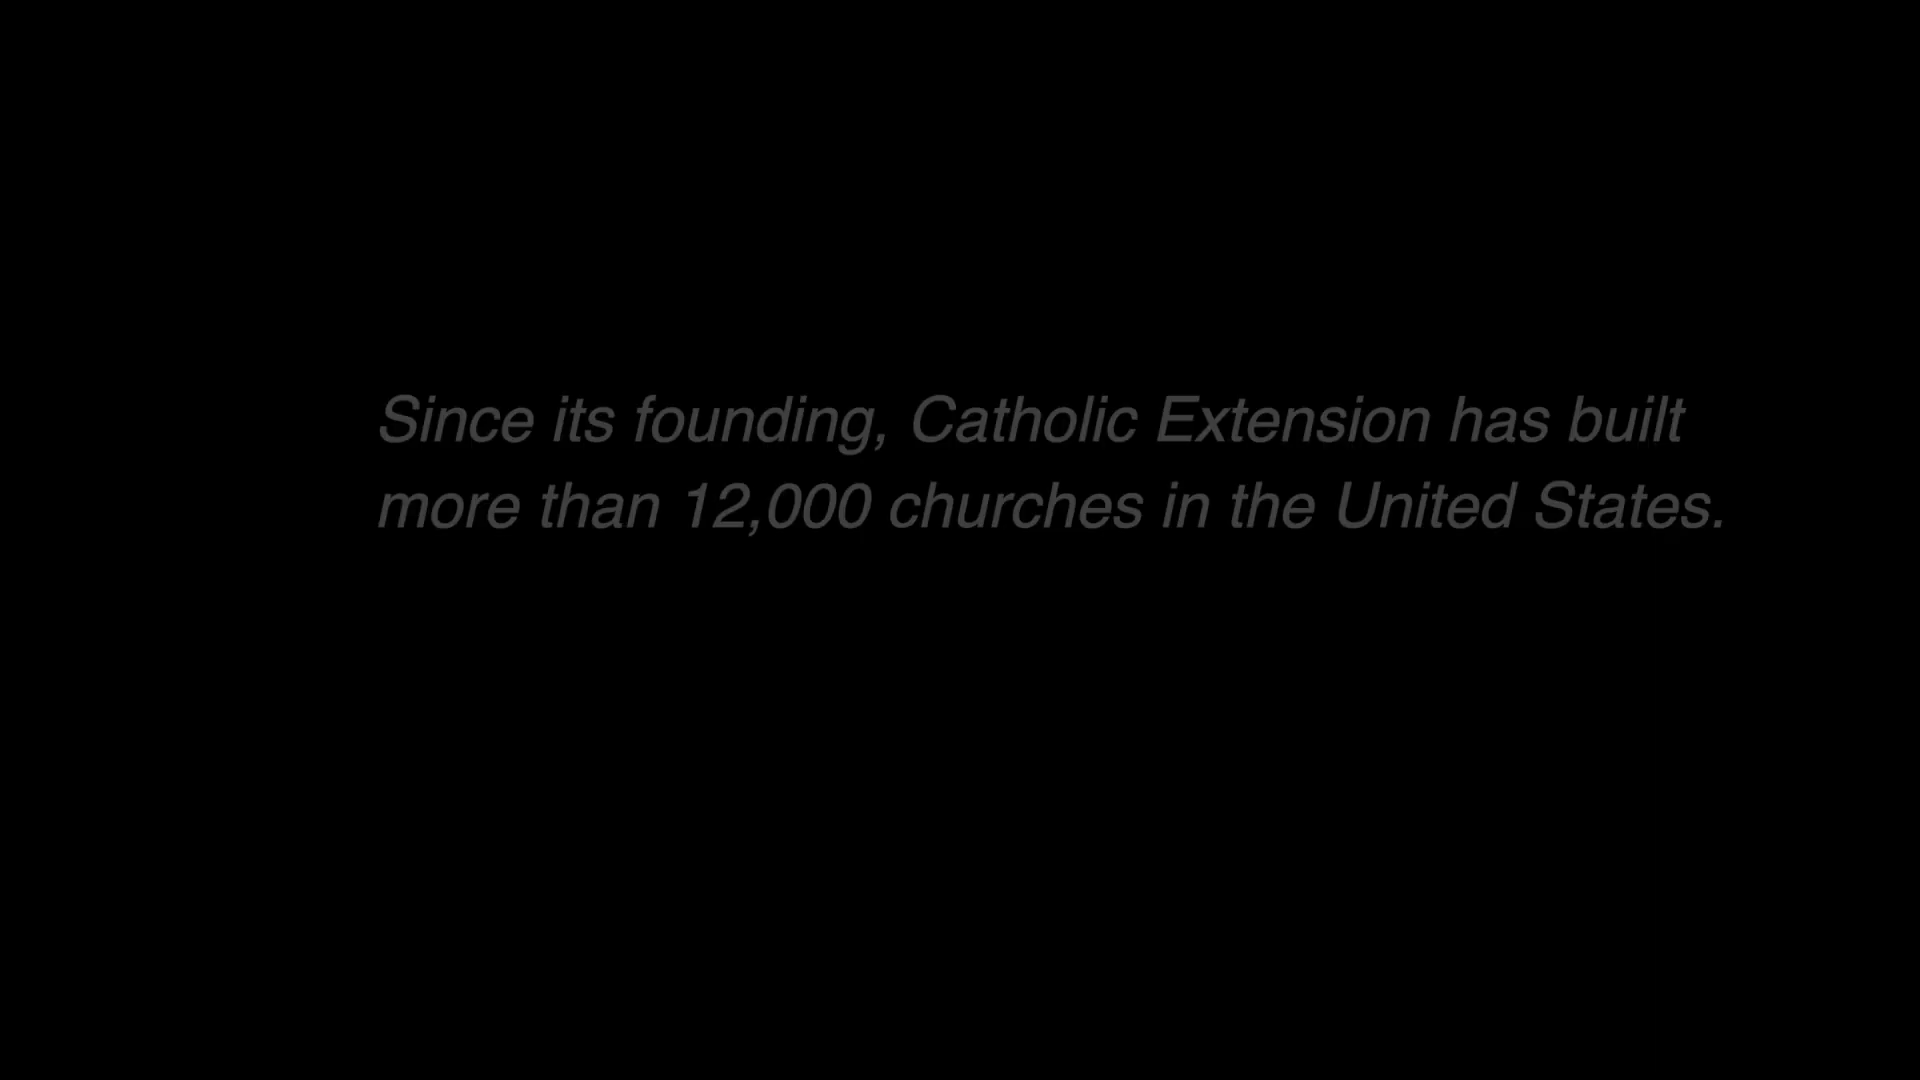 Since its founding, Catholic Extension has built
more than 12,000 churches in the United States.